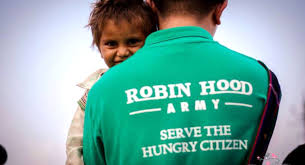 ROBIN HOOD
ARMY
SERVE THE
HUNGRY CITIZEN